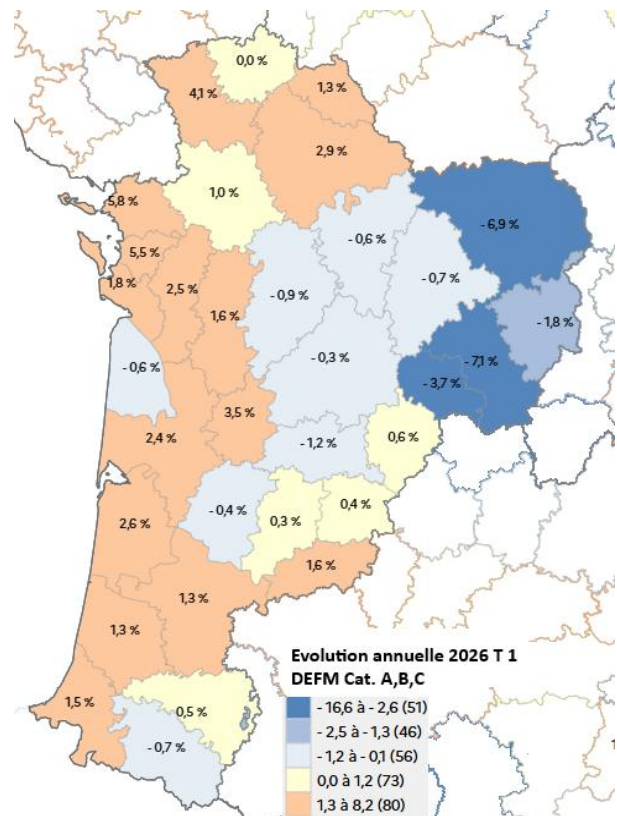 0,0 %
4,1 %
1,3 %
2,9 %
1,0 %
5,8 %
- 6,9 %
- 0,6 %
5,5 %
- 0,7 %
1,8 %
2,5 %
- 0,9 %
1,6 %
- 1,8 %
- 0,3 %
- 7,1 %
- 0,6 %
- 3,7 %
3,5 %
2,4 %
- 1,2 %
0,6 %
- 0,4 %
0,4 %
0,3 %
2,6 %
1,6 %
1,3 %
1,3 %
1,5 %
0,5 %
- 0,7 %
Evolution annuelle 2026 T 1
DEFM Cat. A,B,C
- 16,6 à - 2,6 (51)
- 2,5 à - 1,3 (46)
- 1,2 à - 0,1 (56)
0,0 à 1,2 (73)
1,3 à 8,2 (80)